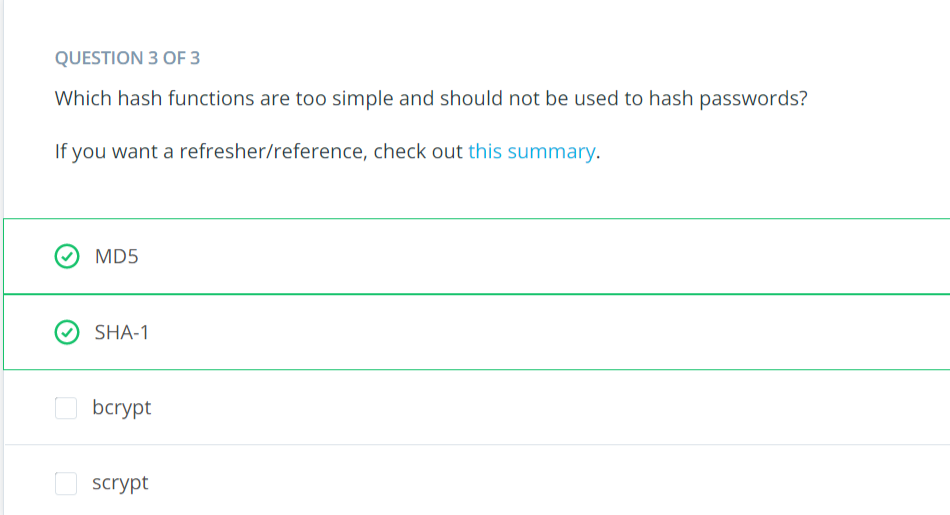 QUESTION 3 OF 3
Which hash functions are too simple and should not be used to hash passwords?
If you want a refresher/reference, check out this summary.
MD5
SHA-1
bcrypt
scrypt